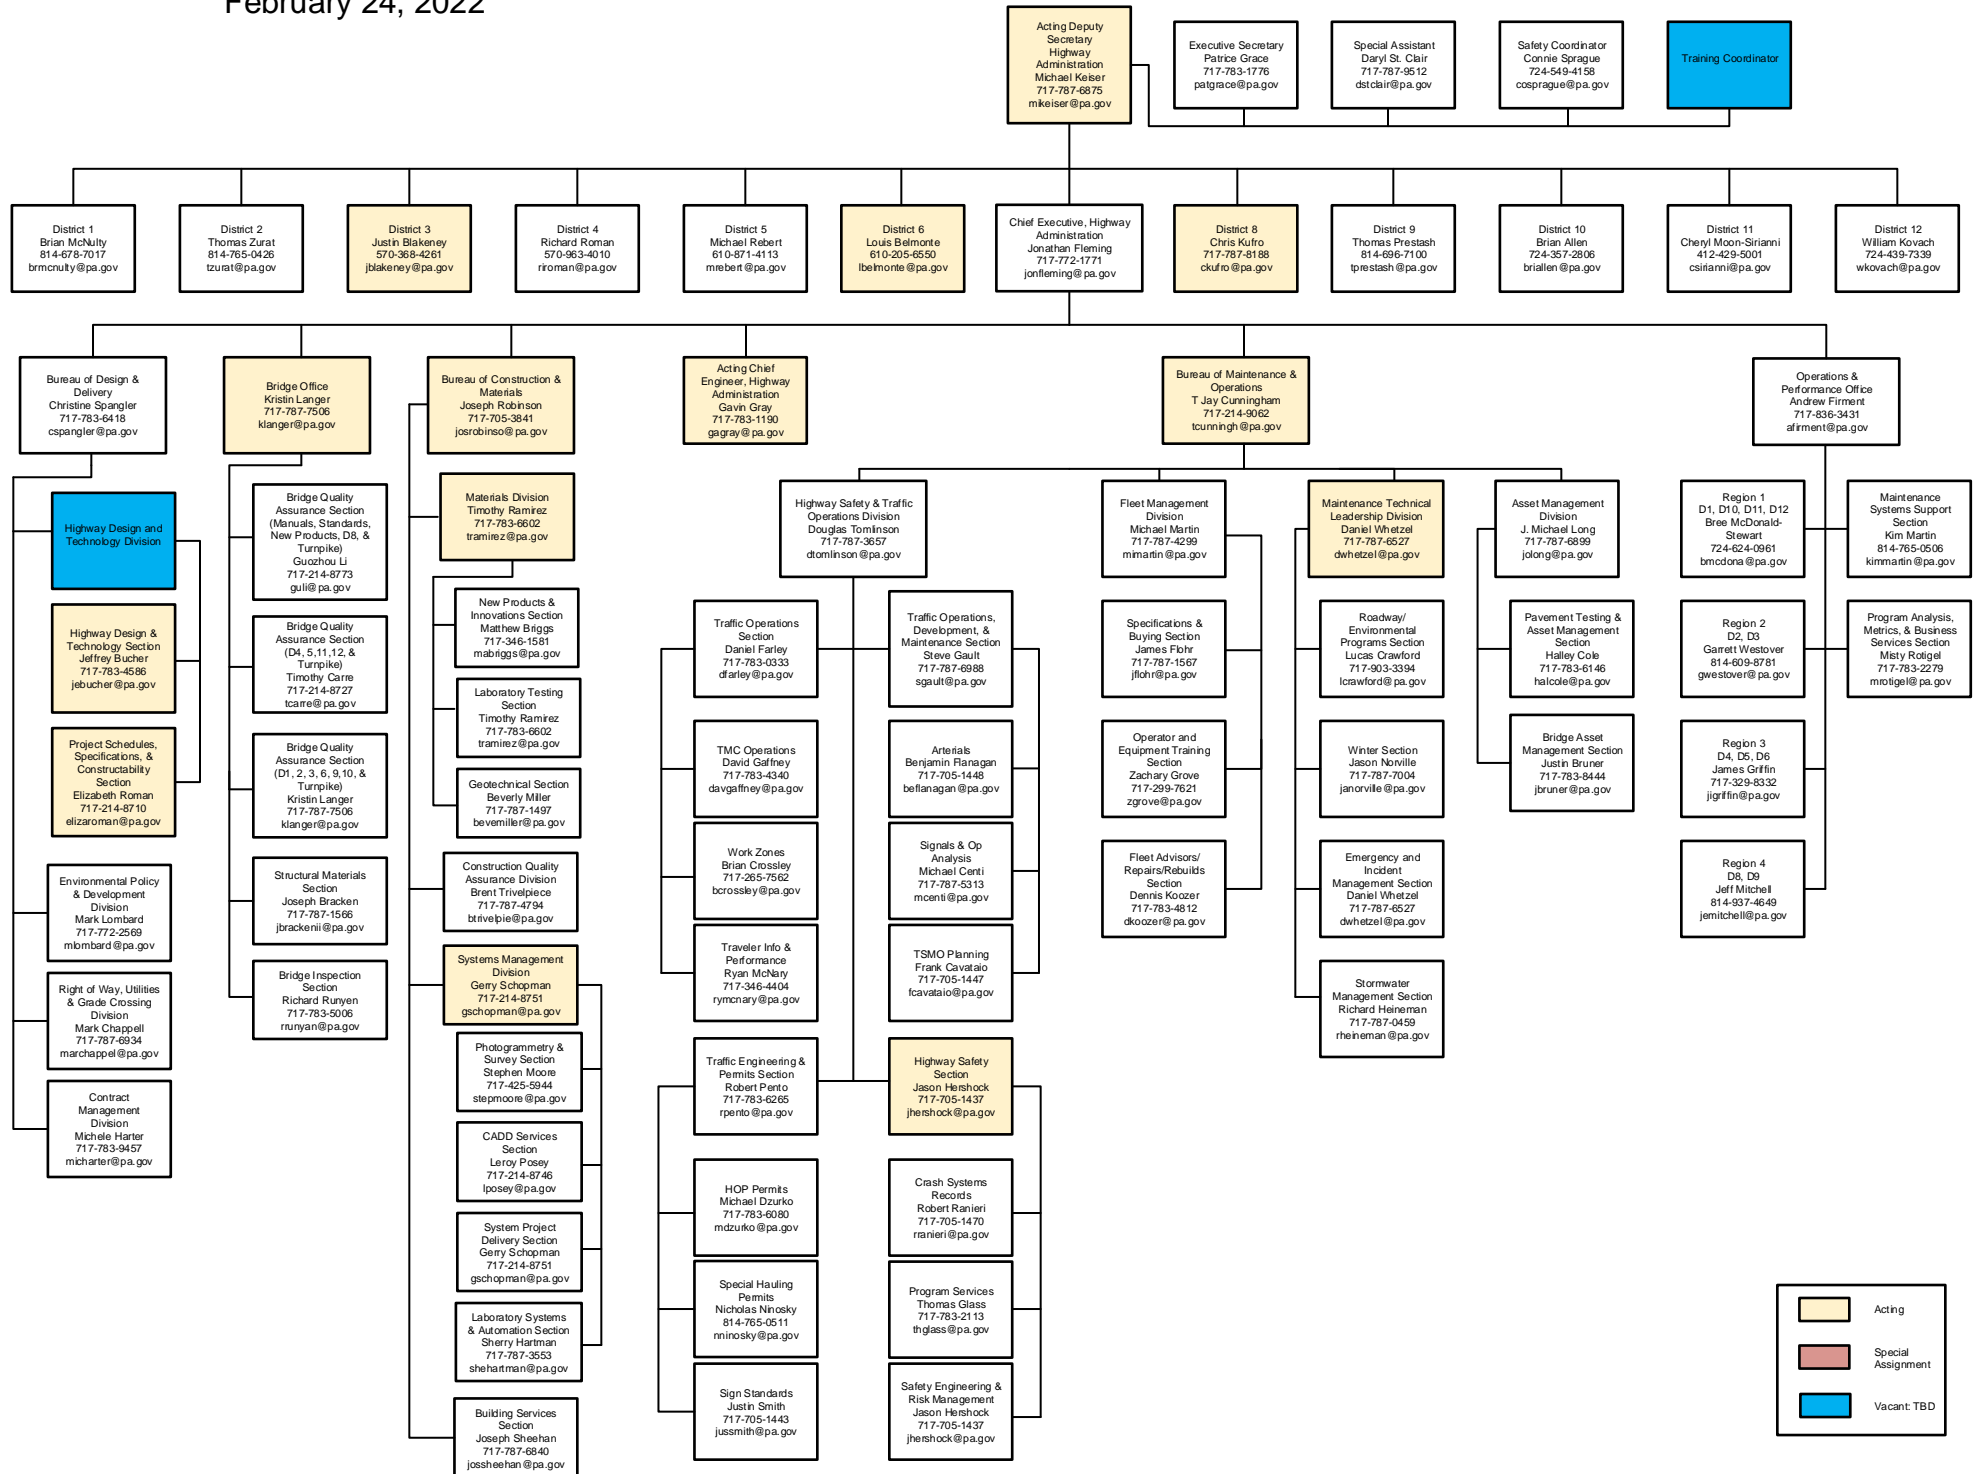 February 24, 2022
Acting Deputy
Secretary
Highway
Administration
Michael Keiser
717-787-6875
mikeiser@pa.gov
Executive Secretary
Patrice Grace
717-783-1776
patgrace@pa.gov
Special Assistant
Daryl St. Clair
717-787-9512
dstclair@pa.gov
Safety Coordinator
Connie Sprague
724-549-4158
cosprague@pa.gov
Training Coordinator
District 1
Brian McNulty
814-678-7017
brmcnulty@pa.gov
District 2
Thomas Zurat
814-765-0426
tzurat@pa.gov
District 3
Justin Blakeney
570-368-4261
jblakeney@pa.gov
District 4
Richard Roman
570-963-4010
riroman@pa.gov
District 5
Michael Rebert
610-871-4113
mrebert@pa.gov
District 6
Louis Belmonte
610-205-6550
lbelmonte@pa.gov
Chief Executive, Highway
Administration
Jonathan Fleming
717-772-1771
jonfleming@pa.gov
District 8
Chris Kufro
717-787-8188
ckufro@pa.gov
District 9
Thomas Prestash
814-696-7100
tprestash@pa.gov
District 10
Brian Allen
724-357-2806
briallen@pa.gov
District 11
Cheryl Moon-Sirianni
412-429-5001
csirianni@pa.gov
District 12
William Kovach
724-439-7339
wkovach@pa.gov
Bureau of Design &
Delivery
Christine Spangler
717-783-6418
cspangler@pa.gov
Bridge Office
Kristin Langer
717-787-7506
klanger@pa.gov
Bureau of Construction &
Materials
Joseph Robinson
717-705-3841
josrobinso@pa.gov
Acting Chief
Engineer, Highway
Administration
Gavin Gray
717-783-1190
gagray@pa.gov
Bureau of Maintenance &
Operations
T Jay Cunningham
717-214-9062
tcunningh@pa.gov
Operations &
Performance Office
Andrew Firment
717-836-3431
afirment@pa.gov
Highway Design and
Technology Division
Highway Design &
Technology Section
Jeffrey Bucher
717-783-4586
jebucher@pa.gov
Project Schedules,
Specifications, &
Constructability
Section
Elizabeth Roman
717-214-8710
elizaroman@pa.gov
Environmental Policy
& Development
Division
Mark Lombard
717-772-2569
mlombard@pa.gov
Right of Way, Utilities
& Grade Crossing
Division
Mark Chappell
717-787-6934
marchappel@pa.gov
Contract
Management
Division
Michele Harter
717-783-9457
micharter@pa.gov
Bridge Quality
Assurance Section
(Manuals, Standards,
New Products, D8, &
Turnpike)
Guozhou Li
717-214-8773
guli@pa.gov
Bridge Quality
Assurance Section
(D4, 5,11,12, &
Turnpike)
Timothy Carre
717-214-8727
tcarre@pa.gov
Bridge Quality
Assurance Section
(D1, 2, 3, 6, 9,10, &
Turnpike)
Kristin Langer
717-787-7506
klanger@pa.gov
Structural Materials
Section
Joseph Bracken
717-787-1566
jbrackenii@pa.gov
Bridge Inspection
Section
Richard Runyen
717-783-5006
rrunyan@pa.gov
Materials Division
Timothy Ramirez
717-783-6602
tramirez@pa.gov
New Products &
Innovations Section
Matthew Briggs
717-346-1581
mabriggs@pa.gov
Laboratory Testing
Section
Timothy Ramirez
717-783-6602
tramirez@pa.gov
Geotechnical Section
Beverly Miller
717-787-1497
bevemiller@pa.gov
Construction Quality
Assurance Division
Brent Trivelpiece
717-787-4794
btrivelpie@pa.gov
Systems Management
Division
Gerry Schopman
717-214-8751
gschopman@pa.gov
Photogrammetry &
Survey Section
Stephen Moore
717-425-5944
stepmoore@pa.gov
CADD Services
Section
Leroy Posey
717-214-8746
lposey@pa.gov
System Project
Delivery Section
Gerry Schopman
717-214-8751
gschopman@pa.gov
Laboratory Systems
& Automation Section
Sherry Hartman
717-787-3553
shehartman@pa.gov
Building Services
Section
Joseph Sheehan
717-787-6840
jossheehan@pa.gov
Highway Safety & Traffic
Operations Division
Douglas Tomlinson
717-787-3657
dtomlinson@pa.gov
Traffic Operations
Section
Daniel Farley
717-783-0333
dfarley@pa.gov
TMC Operations
David Gaffney
717-783-4340
davgaffney@pa.gov
Work Zones
Brian Crossley
717-265-7562
bcrossley@pa.gov
Traveler Info &
Performance
Ryan McNary
717-346-4404
rymcnary@pa.gov
Traffic Operations,
Development, &
Maintenance Section
Steve Gault
717-787-6988
sgault@pa.gov
Arterials
Benjamin Flanagan
717-705-1448
beflanagan@pa.gov
Signals & Op
Analysis
Michael Centi
717-787-5313
mcenti@pa.gov
TSMO Planning
Frank Cavataio
717-705-1447
fcavataio@pa.gov
Traffic Engineering &
Permits Section
Robert Pento
717-783-6265
rpento@pa.gov
HOP Permits
Michael Dzurko
717-783-6080
mdzurko@pa.gov
Special Hauling
Permits
Nicholas Ninosky
814-765-0511
nninosky@pa.gov
Sign Standards
Justin Smith
717-705-1443
jussmith@pa.gov
Highway Safety
Section
Jason Hershock
717-705-1437
jhershock@pa.gov
Crash Systems
Records
Robert Ranieri
717-705-1470
rranieri@pa.gov
Program Services
Thomas Glass
717-783-2113
thglass@pa.gov
Safety Engineering &
Risk Management
Jason Hershock
717-705-1437
jhershock@pa.gov
Fleet Management
Division
Michael Martin
717-787-4299
mimartin@pa.gov
Specifications &
Buying Section
James Flohr
717-787-1567
jflohr@pa.gov
Operator and
Equipment Training
Section
Zachary Grove
717-299-7621
zgrove@pa.gov
Fleet Advisors/
Repairs/Rebuilds
Section
Dennis Koozer
717-783-4812
dkoozer@pa.gov
Maintenance Technical
Leadership Division
Daniel Whetzel
717-787-6527
dwhetzel@pa.gov
Roadway/
Environmental
Programs Section
Lucas Crawford
717-903-3394
lcrawford@pa.gov
Winter Section
Jason Norville
717-787-7004
janorville@pa.gov
Emergency and
Incident
Management Section
Daniel Whetzel
717-787-6527
dwhetzel@pa.gov
Stormwater
Management Section
Richard Heineman
717-787-0459
rheineman@pa.gov
Asset Management
Division
J. Michael Long
717-787-6899
jolong@pa.gov
Pavement Testing &
Asset Management
Section
Halley Cole
717-783-6146
halcole@pa.gov
Bridge Asset
Management Section
Justin Bruner
717-783-8444
jbruner@pa.gov
Region 1
D1, D10, D11, D12
Bree McDonald-
Stewart
724-624-0961
bmcdona@pa.gov
Region 2
D2, D3
Garrett Westover
814-609-8781
gwestover@pa.gov
Region 3
D4, D5, D6
James Griffin
717-329-8332
jigriffin@pa.gov
Region 4
D8, D9
Jeff Mitchell
814-937-4649
jemitchell@pa.gov
Maintenance
Systems Support
Section
Kim Martin
814-765-0506
kimmartin@pa.gov
Program Analysis,
Metrics, & Business
Services Section
Misty Rotigel
717-783-2279
mrotigel@pa.gov
Acting
Special
Assignment
Vacant: TBD